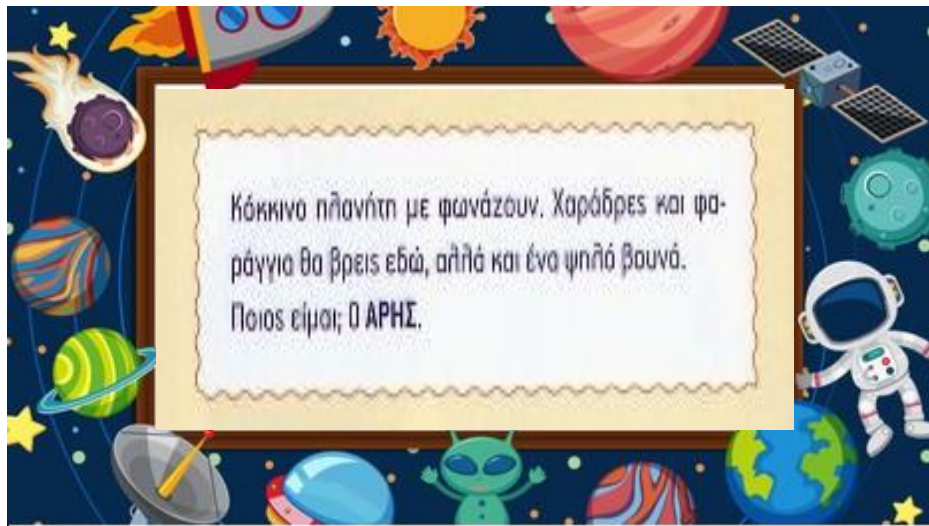 Κόκκινο πλανήτη με φωνάζουν. Χαράδρες και φα-
ράγγια θα βρεις εδώ, αλλά και ένα ψηλό βουνό.
Ποιος είμαι; Ο ΑΡΗΣ.